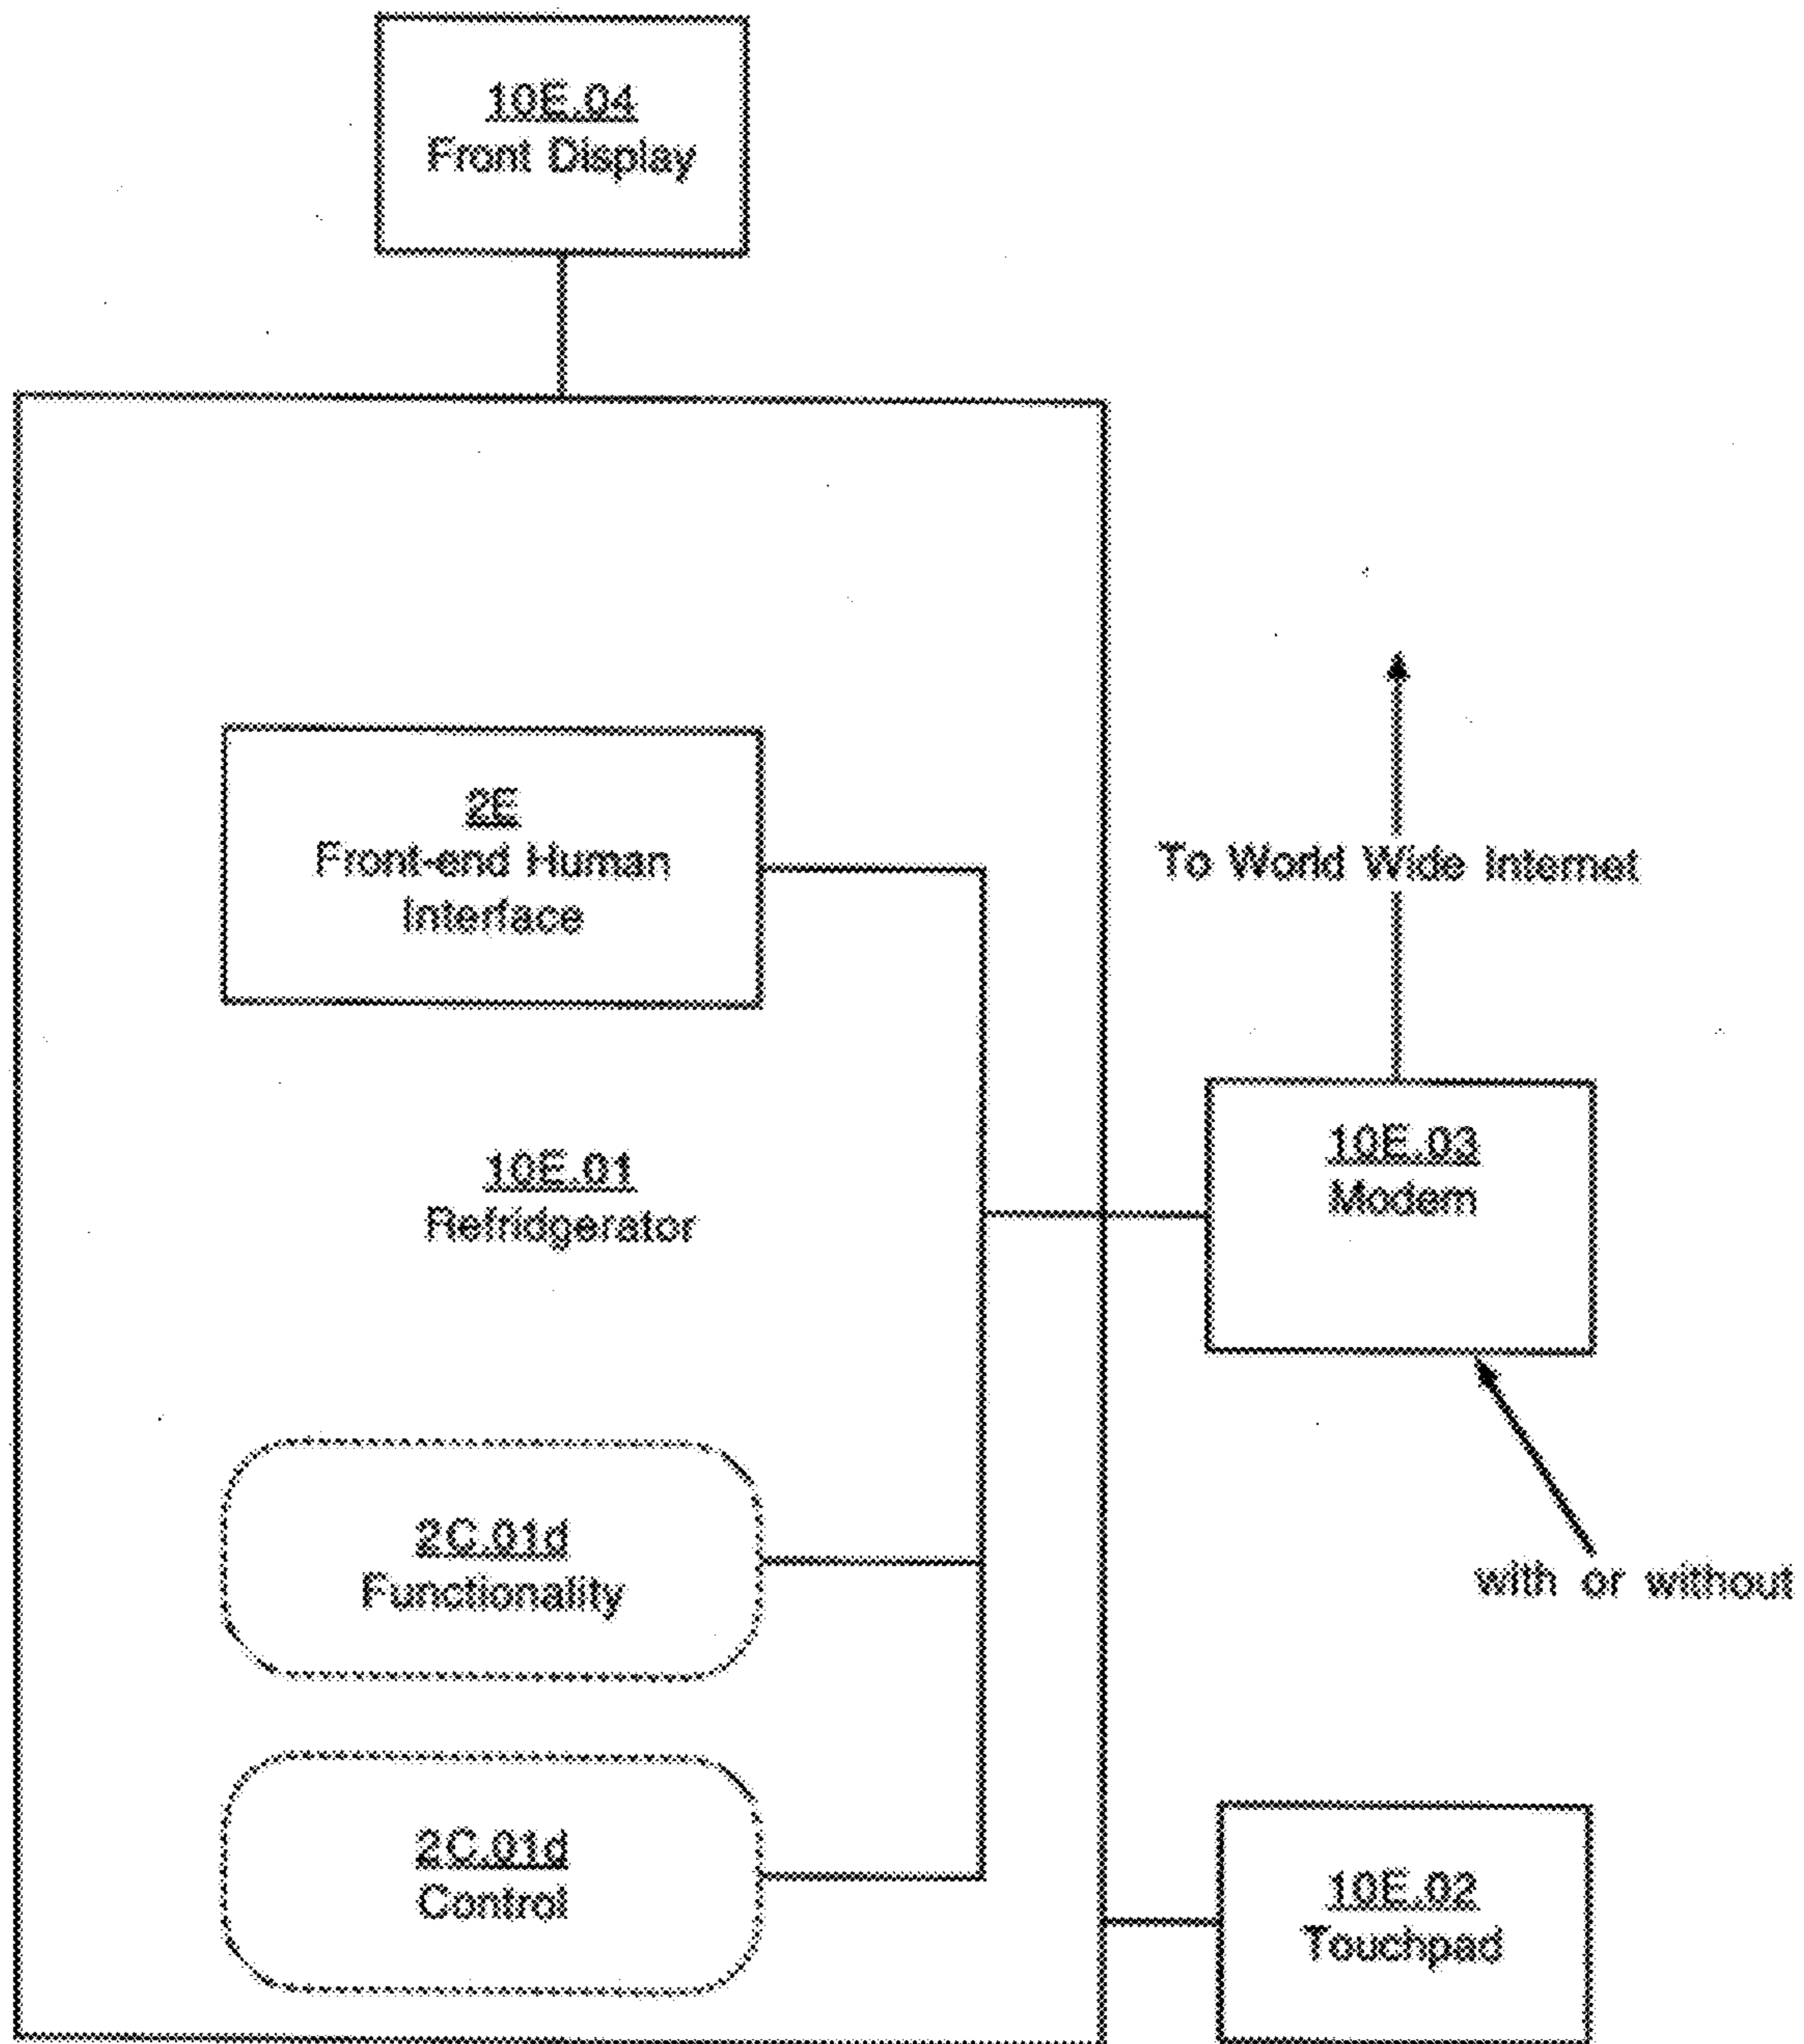 10E.04
Front Display
2E
Front-end Human
Interface
To World Wide Internet
10E.01
Refridgerator
10E.03
Modem
2C.01d
Functionality
with or without
2C.01d
Control
10E.02
Touchpad